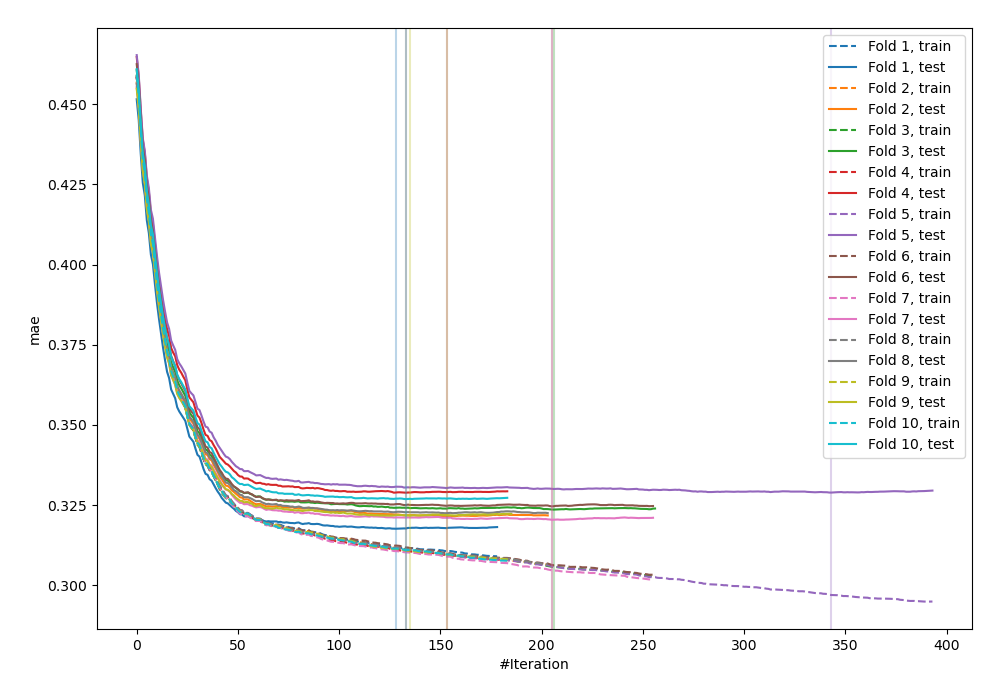 0.450
0.425
0.400
0.375
0.350
0.325
0.300
mae
0
50
100
150
200
250
300
350
400
#Iteration
Fold 1, train
Fold 1, test
Fold 2, train
Fold 2, test
Fold 3, train
Fold 3, test
Fold 4, train
Fold 4, test
Fold 5, train
Fold 5, test
Fold 6, train
Fold 6, test
Fold 7, train
Fold 7, test
Fold 8, train
Fold 8, test
Fold 9, train
Fold 9, test
Fold 10, train
Fold 10, test